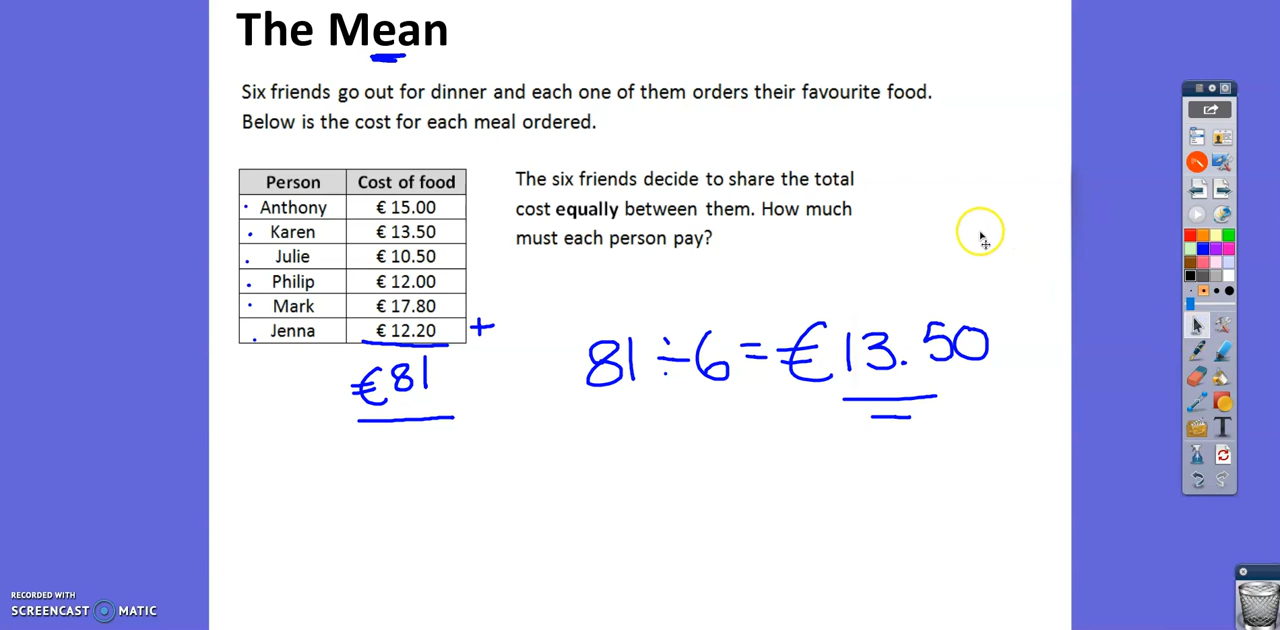 The Mean
Six friends go out for dinner and each one of them orders their favourite food.
Below is the cost for each meal ordered.
Person Cost of food
Anthony € 15.00
Karen € 13.50
Julie € 10.50
Philip € 12.00
Mark € 17.80
Jenna € 12.20 +
€81
The six friends decide to share the total
cost equally between them. How much
must each person pay?
81 ÷ 6 = €13.50
T
RECORDED WITH
SCREENCAST MATIC